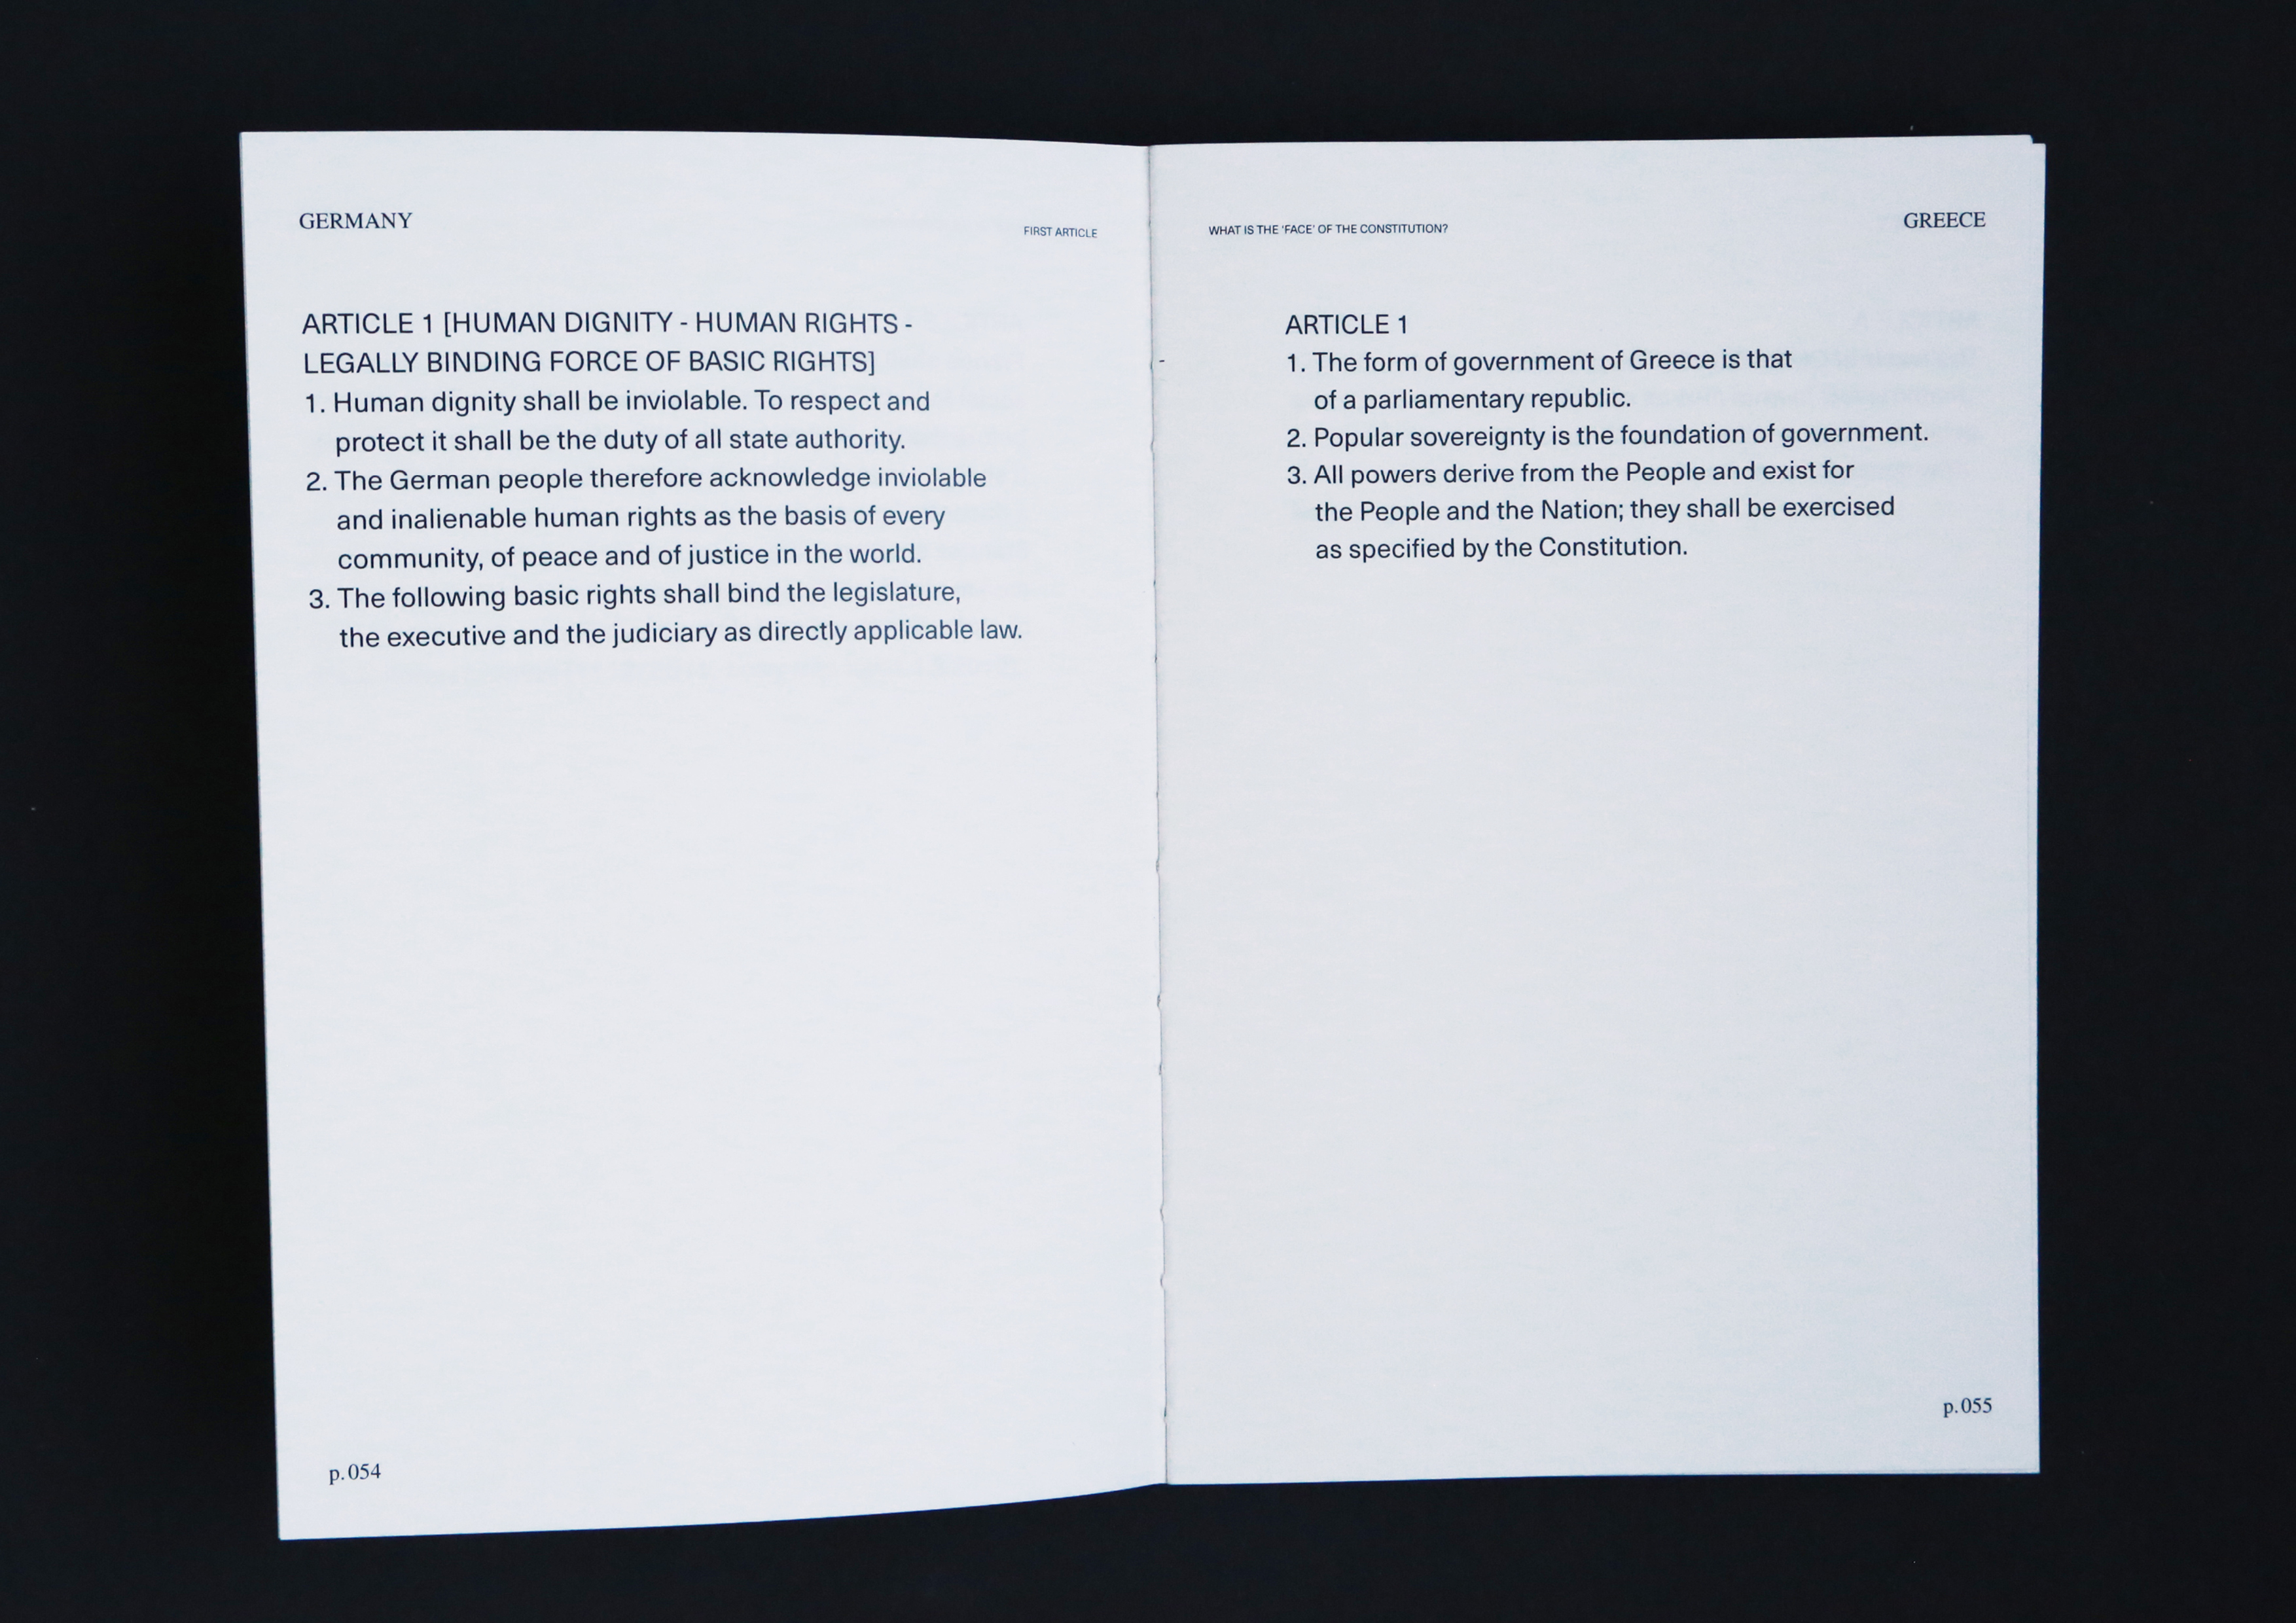 GERMANY
FIRST ARTICLE
ARTICLE 1 [HUMAN DIGNITY - HUMAN RIGHTS -
LEGALLY BINDING FORCE OF BASIC RIGHTS]
1. Human dignity shall be inviolable. To respect and
protect it shall be the duty of all state authority.
2. The German people therefore acknowledge inviolable
and inalienable human rights as the basis of every
community, of peace and of justice in the world.
3. The following basic rights shall bind the legislature,
the executive and the judiciary as directly applicable law.
p.054
WHAT IS THE 'FACE' OF THE CONSTITUTION?
GREECE
ARTICLE 1
1. The form of government of Greece is that
of a parliamentary republic.
2. Popular sovereignty is the foundation of government.
3. All powers derive from the People and exist for
the People and the Nation; they shall be exercised
as specified by the Constitution.
p.055